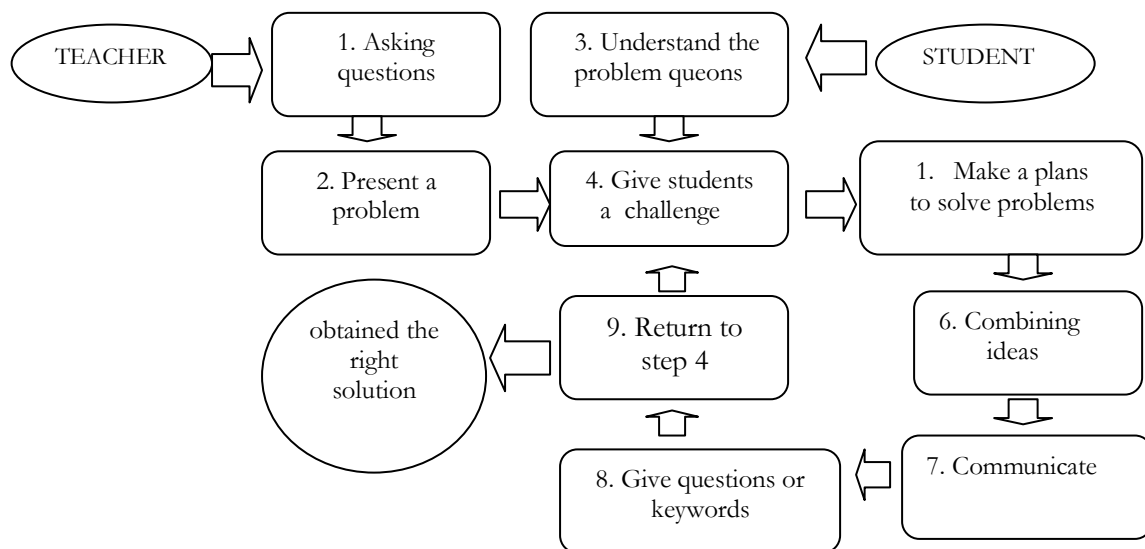 TEACHER
1. Asking
questions
3. Understand the
problem queons
STUDENT
2. Present a
problem
4. Give students
a challenge
1. Make a plans
to solve problems
obtained the
right
solution
9. Return to
step 4
6. Combining
ideas
8. Give questions or
keywords
7. Communicate